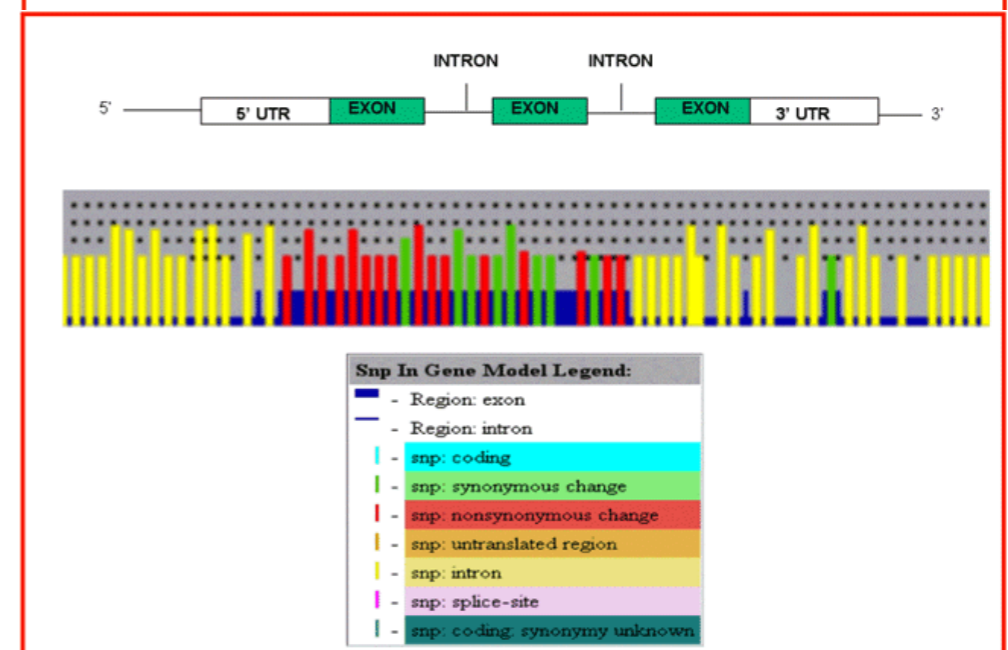 INTRON INTRON
5' 5' UTR EXON EXON EXON 3' UTR 3'
Snp In Gene Model Legend:
- Region: exon
- Region: intron
- snp: coding
- snp: synonymous change
- snp: nonsynonymous change
- snp: untranslated region
- snp: intron
- snp: splice-site
- snp: coding: synonymy unknown